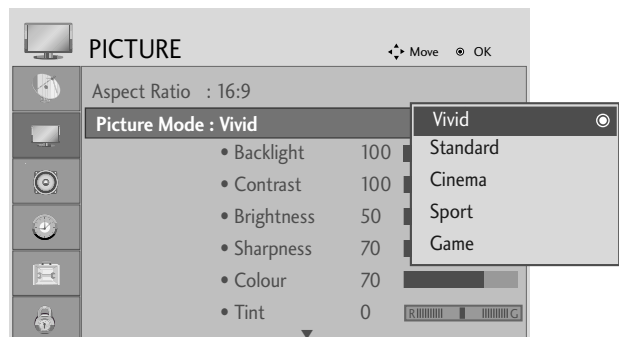 PICTURE
Move OK
Aspect Ratio : 16:9
Picture Mode : Vivid
• Backlight 100
• Contrast 100
• Brightness 50
• Sharpness 70
• Colour 70
• Tint 0 R G
Vivid
Standard
Cinema
Sport
Game